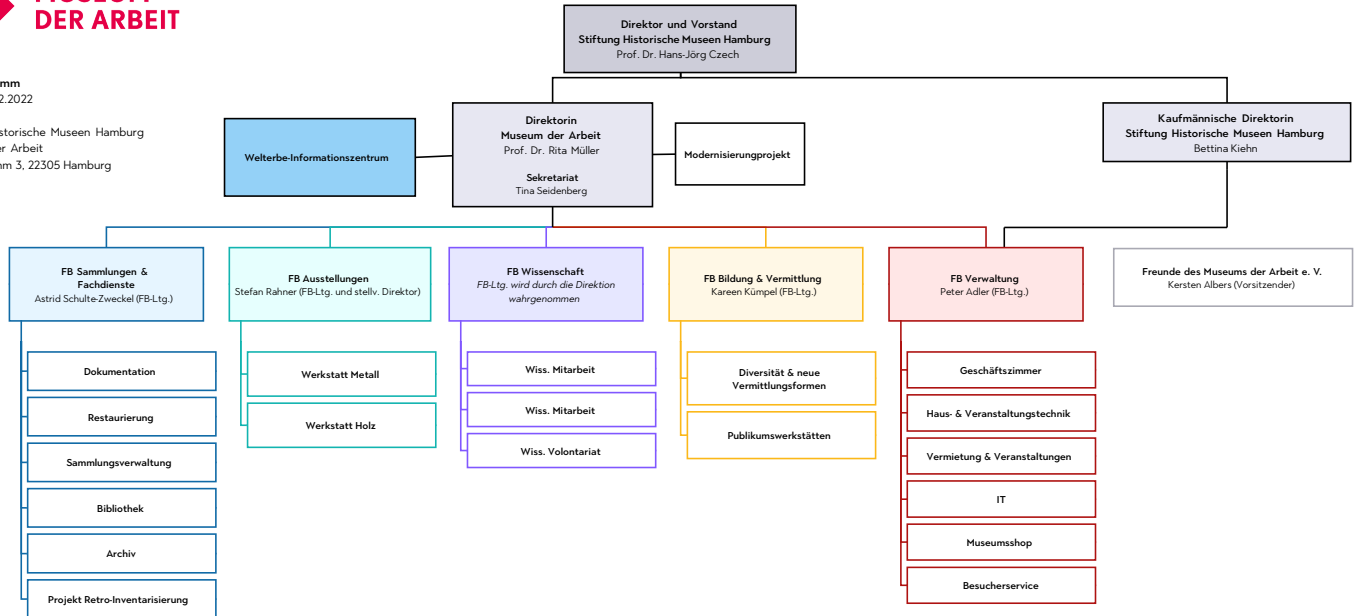 DER ARBEIT
2.2022
storische Museen Hamburg
er Arbeit
mm 3, 22305 Hamburg
Direktor und Vorstand
Stiftung Historische Museen Hamburg
Prof. Dr. Hans-Jörg Czech
Welterbe-Informationszentrum
Direktorin
Museum der Arbeit
Prof. Dr. Rita Müller
Sekretariat
Tina Seidenberg
Modernisierungprojekt
Kaufmännische Direktorin
Stiftung Historische Museen Hamburg
Bettina Kiehn
FB Sammlungen &
Fachdienste
Astrid Schulte-Zweckel (FB-Ltg.)
Dokumentation
Restaurierung
Sammlungsverwaltung
Bibliothek
Archiv
Projekt Retro-Inventarisierung
FB Ausstellungen
Stefan Rahner (FB-Ltg. und stellv. Direktor)
Werkstatt Metall
Werkstatt Holz
FB Wissenschaft
FB-Ltg. wird durch die Direktion
wahrgenommen
Wiss. Mitarbeit
Wiss. Mitarbeit
Wiss. Volontariat
FB Bildung & Vermittlung
Kareen Kümpel (FB-Ltg.)
Diversität & neue
Vermittlungsformen
Publikumswerkstätten
FB Verwaltung
Peter Adler (FB-Ltg.)
Geschäftszimmer
Haus- & Veranstaltungstechnik
Vermietung & Veranstaltungen
IT
Museumsshop
Besucherservice
Freunde des Museums der Arbeit e. V.
Kersten Albers (Vorsitzender)